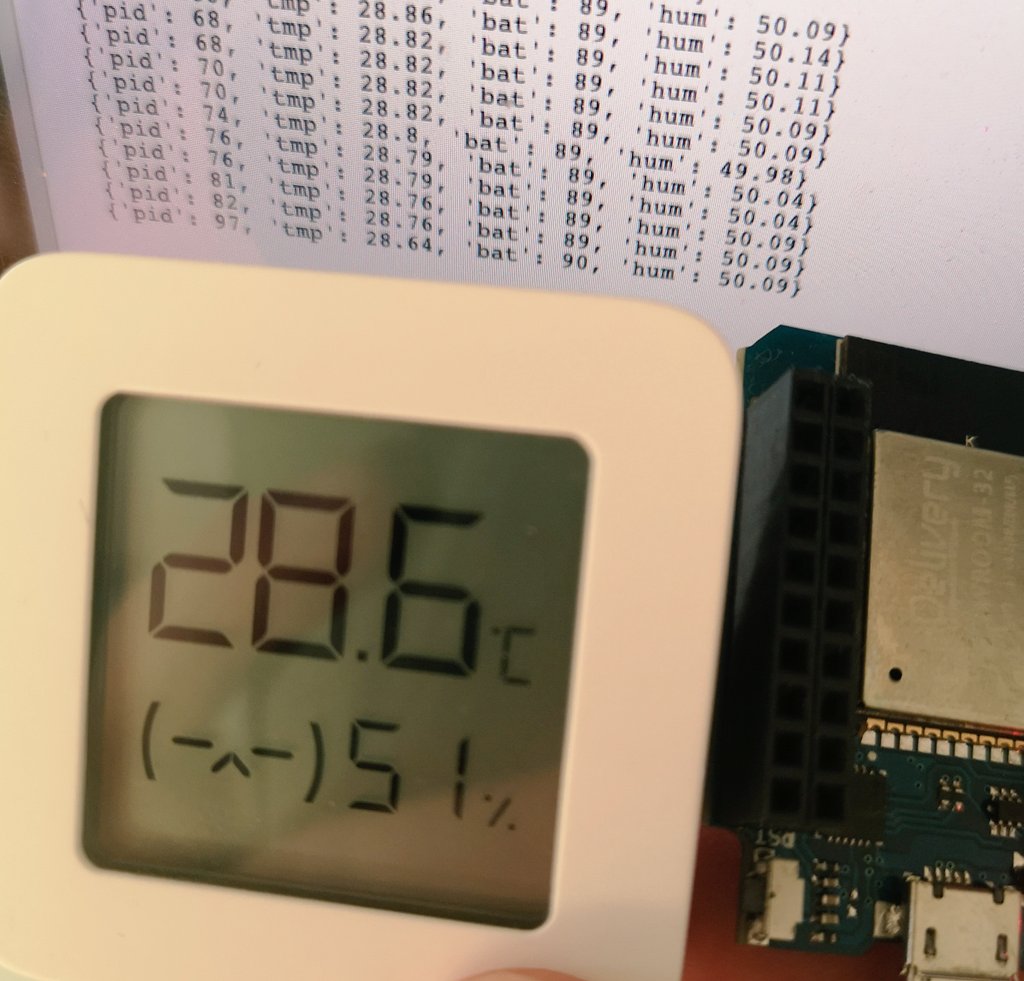 50.09}
'tmp': 28.86, 'bat': 89, 'hum': 50.14}
{'pid': 68, 'tmp': 28.82, 'bat': 89, 'hum': 50.11}
{'pid': 68, 'tmp': 28.82, 'bat': 89, 'hum': 50.11}
{'pid': 70, 'tmp': 28.82, 'bat': 89, 'hum': 50.09}
{'pid': 70, 'tmp': 28.82, 'bat': 89, 'hum': 50.09}
{'pid': 74, 'tmp': 28.8, 'bat': 89, 'hum': 49.98}
{'pid': 76, 'tmp': 28.79, 'bat': 89, 'hum': 50.04}
{'pid': 76, 'tmp': 28.79, 'bat': 89, 'hum': 50.04}
{'pid': 81, 'tmp': 28.76, 'bat': 89, 'hum': 50.09}
{'pid': 82, 'tmp': 28.76, 'bat': 89, 'hum': 50.09}
{'pid': 97, 'tmp': 28.64, 'bat': 90, 'hum': 50.09}
28.6 °C
(-^-) 51 %
Delivery
RST